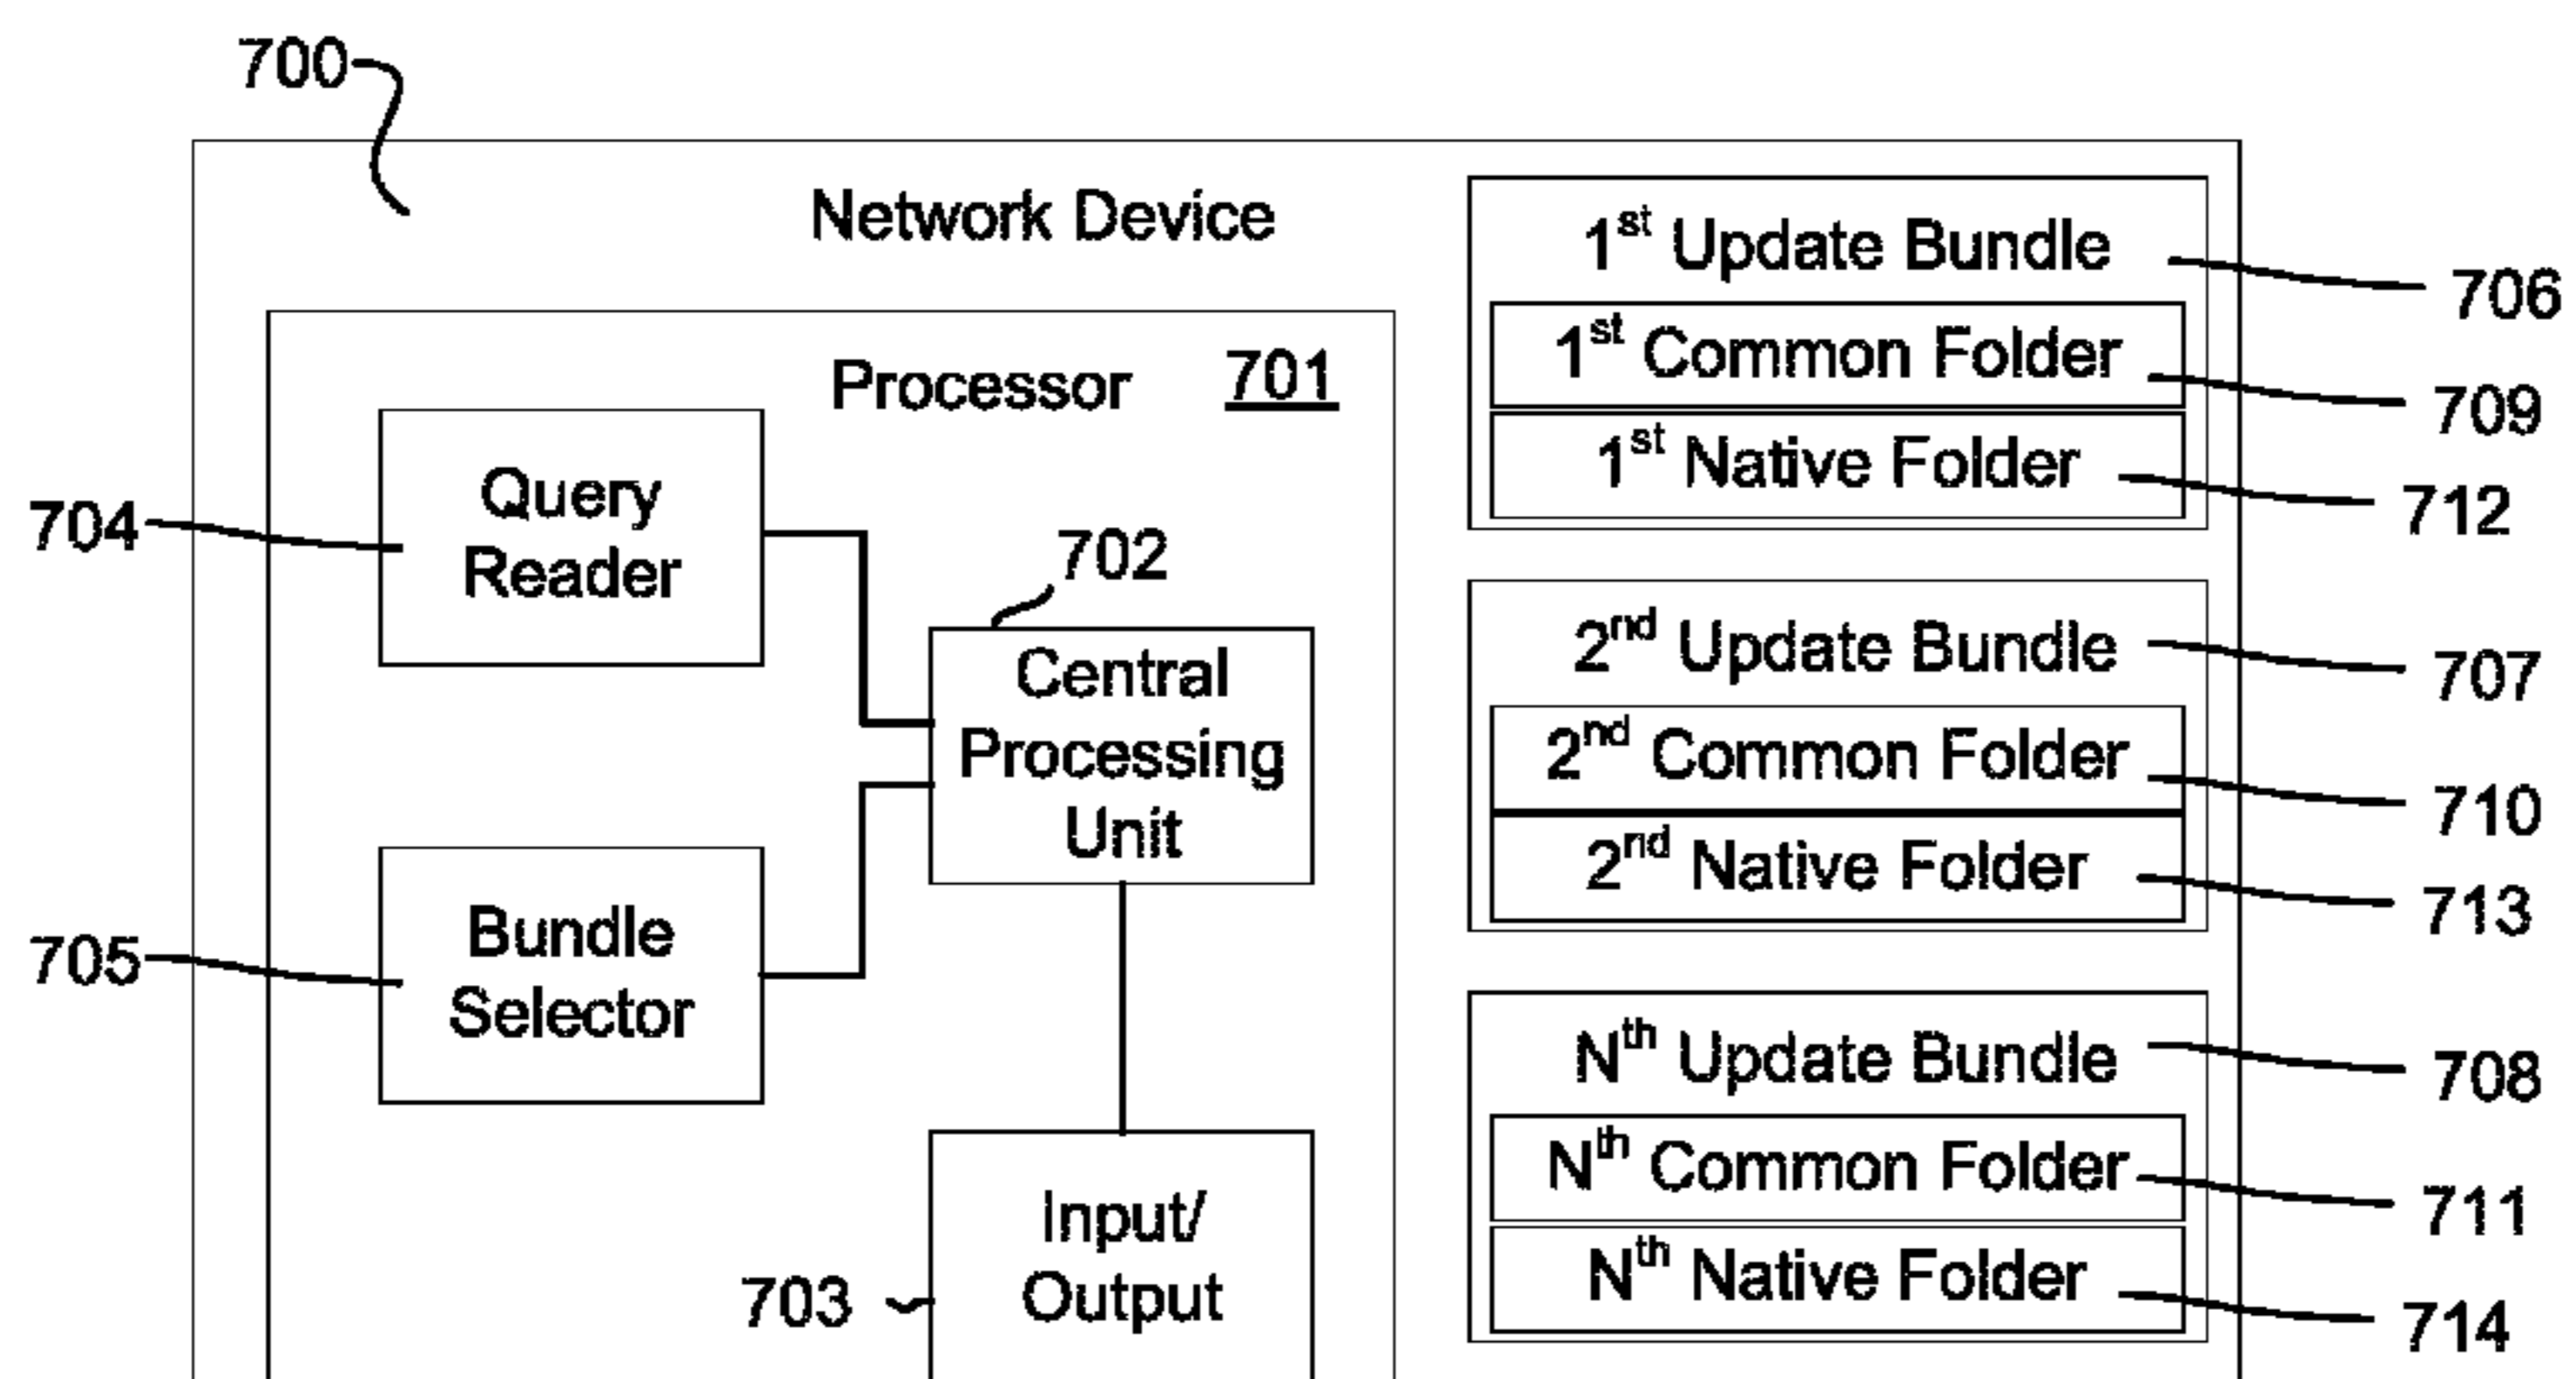 700
Network Device
Processor 701
704
Query
Reader
702
Central
Processing
Unit
705
Bundle
Selector
703
Input/
Output
1st Update Bundle
706
1st Common Folder
709
1st Native Folder
712
2nd Update Bundle
707
2nd Common Folder
710
2nd Native Folder
713
Nth Update Bundle
708
Nth Common Folder
711
Nth Native Folder
714